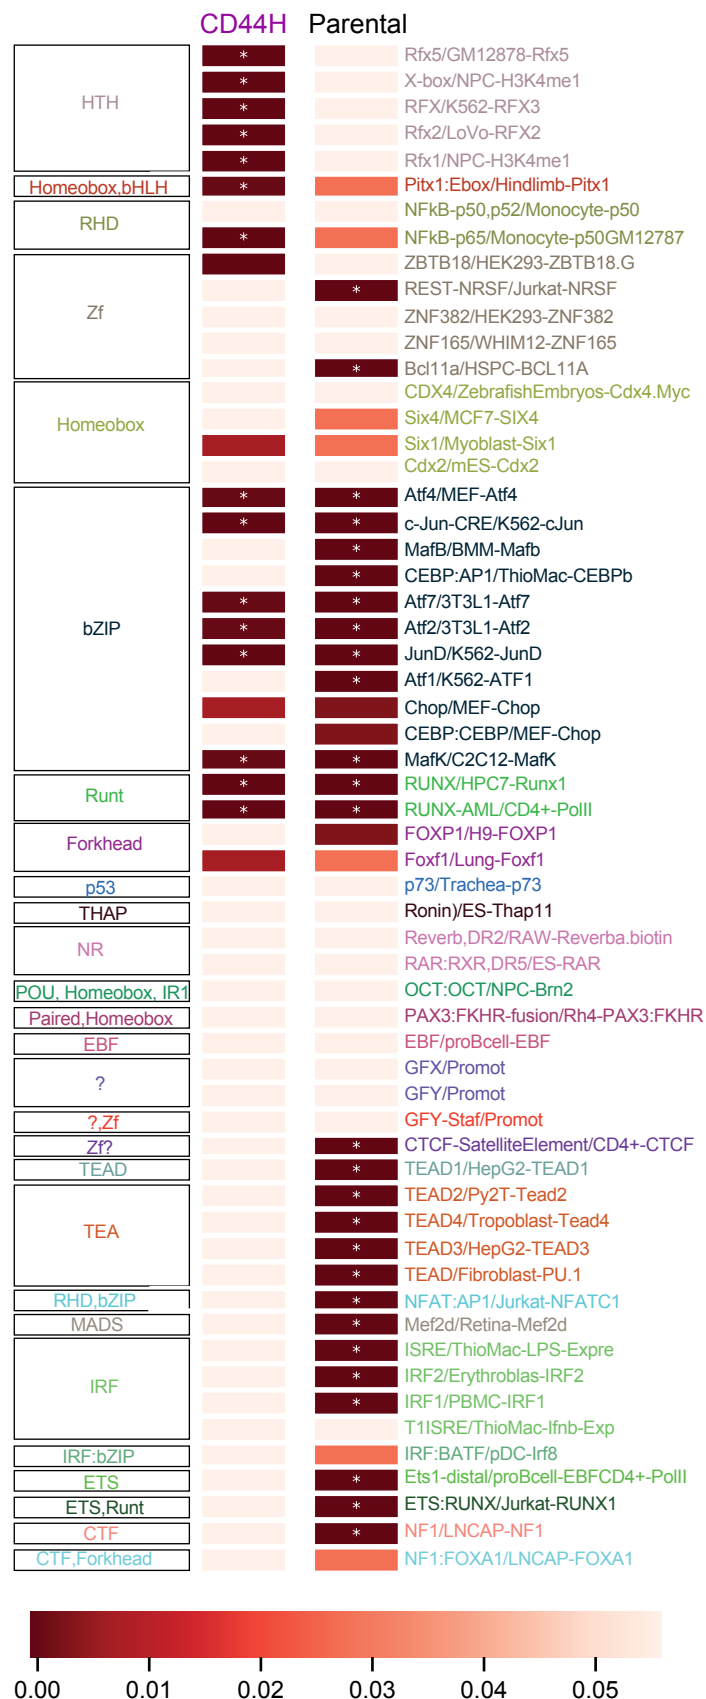 CD44H Parental
HTH
* Rfx5/GM12878-Rfx5
* X-box/NPC-H3K4me1
* RFX/K562-RFX3
* Rfx2/LoVo-RFX2
* Rfx1/NPC-H3K4me1
Homeobox,bHLH * Pitx1:Ebox/Hindlimb-Pitx1
RHD
NFkB-p50,p52/Monocyte-p50
* NFkB-p65/Monocyte-p50GM12787
Zf
ZBTB18/HEK293-ZBTB18.G
* REST-NRSF/Jurkat-NRSF
ZNF382/HEK293-ZNF382
ZNF165/WHIM12-ZNF165
* Bcl11a/HSPC-BCL11A
Homeobox
CDX4/ZebrafishEmbryos-Cdx4.Myc
Six4/MCF7-SIX4
Six1/Myoblast-Six1
Cdx2/mES-Cdx2
bZIP
* * Atf4/MEF-Atf4
* * c-Jun-CRE/K562-cJun
* MafB/BMM-Mafb
* CEBP:AP1/ThioMac-CEBPb
* * Atf7/3T3L1-Atf7
* * Atf2/3T3L1-Atf2
* * JunD/K562-JunD
* Atf1/K562-ATF1
Chop/MEF-Chop
CEBP:CEBP/MEF-Chop
* * MafK/C2C12-MafK
Runt
* * RUNX/HPC7-Runx1
* * RUNX-AML/CD4+-PolII
Forkhead
FOXP1/H9-FOXP1
Foxf1/Lung-Foxf1
p53 p73/Trachea-p73
THAP Ronin)/ES-Thap11
NR
Reverb,DR2/RAW-Reverba.biotin
RAR:RXR,DR5/ES-RAR
POU, Homeobox, IR1 OCT:OCT/NPC-Brn2
Paired,Homeobox PAX3:FKHR-fusion/Rh4-PAX3:FKHR
EBF EBF/proBcell-EBF
?
GFX/Promot
GFY/Promot
?,Zf GFY-Staf/Promot
Zf? * CTCF-SatelliteElement/CD4+-CTCF
TEAD * TEAD1/HepG2-TEAD1
TEA
* TEAD2/Py2T-Tead2
* TEAD4/Tropoblast-Tead4
* TEAD3/HepG2-TEAD3
* TEAD/Fibroblast-PU.1
RHD,bZIP * NFAT:AP1/Jurkat-NFATC1
MADS * Mef2d/Retina-Mef2d
IRF
* ISRE/ThioMac-LPS-Expre
* IRF2/Erythroblas-IRF2
* IRF1/PBMC-IRF1
T1ISRE/ThioMac-Ifnb-Exp
IRF:bZIP IRF:BATF/pDC-Irf8
ETS * Ets1-distal/proBcell-EBFCD4+-PolII
ETS,Runt * ETS:RUNX/Jurkat-RUNX1
CTF * NF1/LNCAP-NF1
CTF,Forkhead NF1:FOXA1/LNCAP-FOXA1
0.00 0.01 0.02 0.03 0.04 0.05